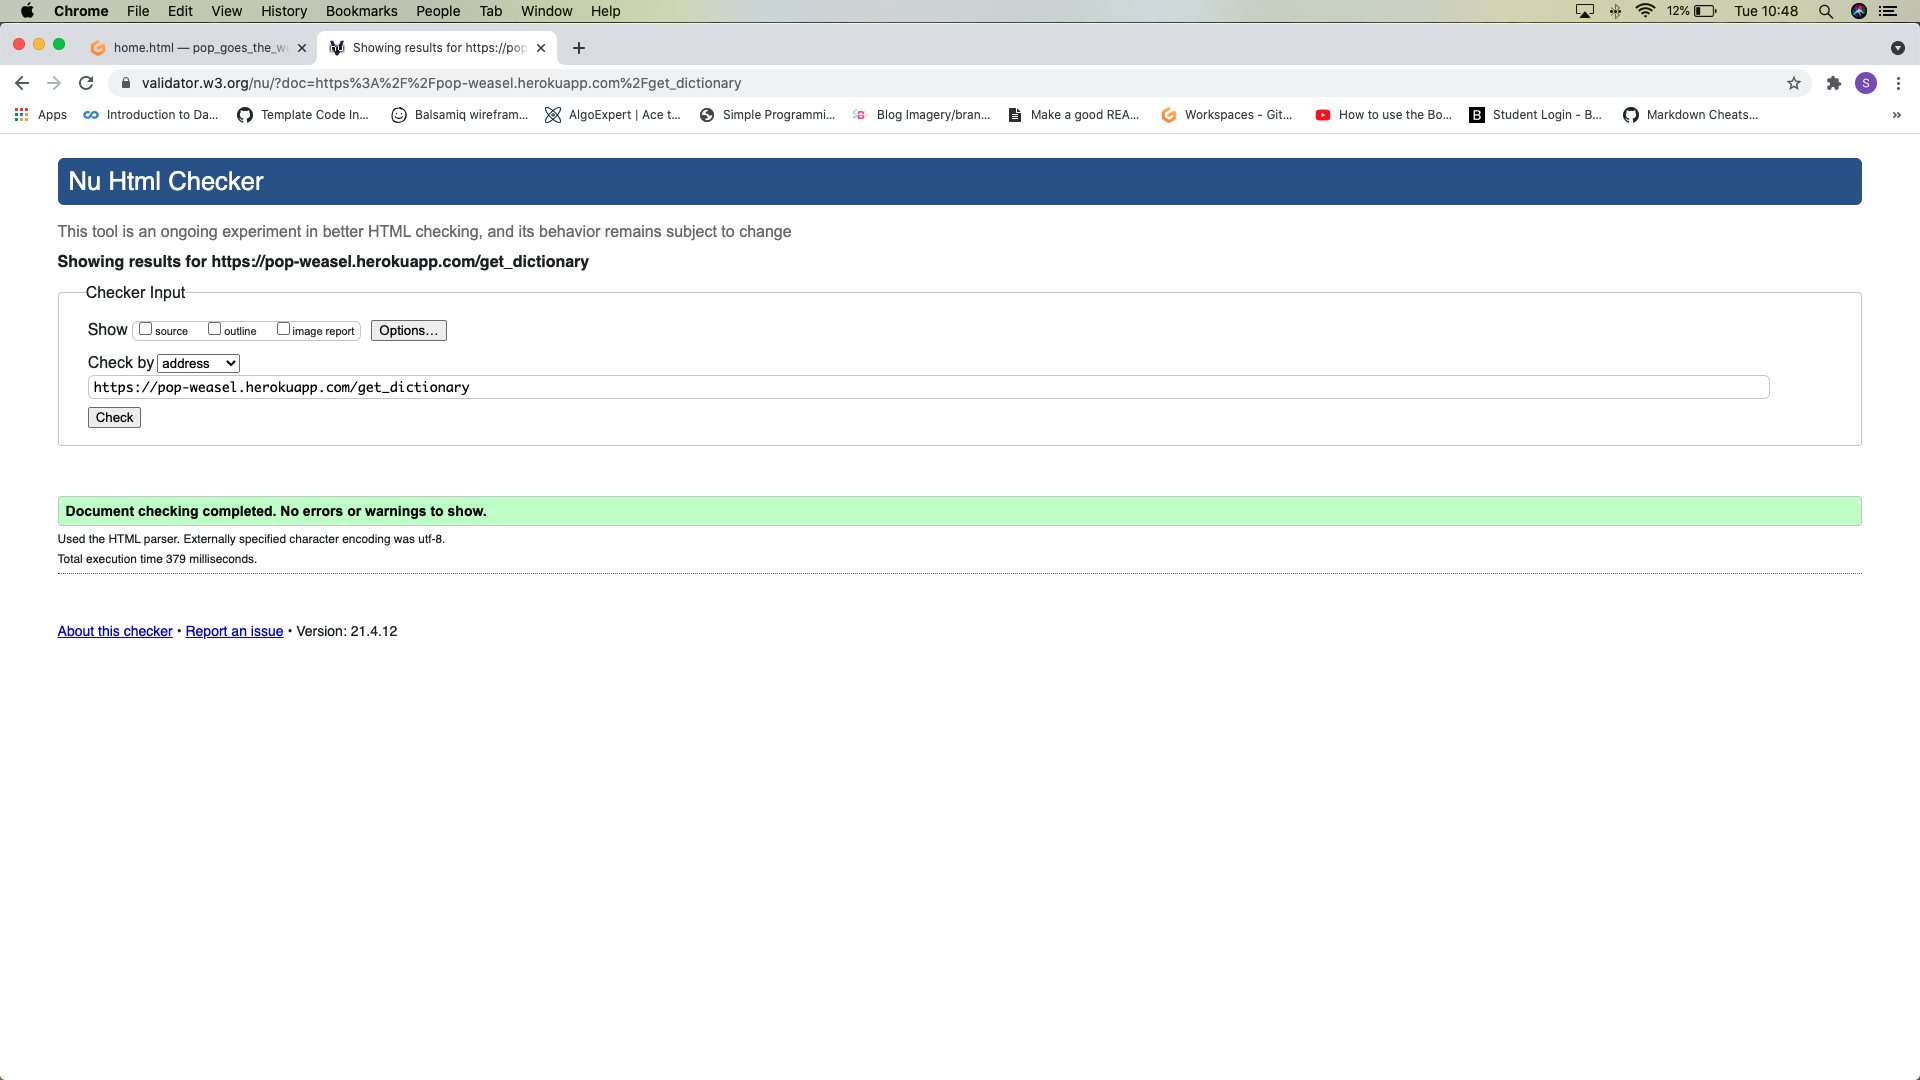 Chrome File Edit View History Bookmarks People Tab Window Help 12% Tue 10:48
home.html — pop_goes_the_we Showing results for https://pop
validator.w3.org/nu/?doc=https%3A%2F%2Fpop-weasel.herokuapp.com%2Fget_dictionary S
Apps Introduction to Da... Template Code In... Balsamiq wirefram... AlgoExpert | Ace t... Simple Programmi... Blog Imagery/bran... Make a good REA... Workspaces - Git... How to use the Bo... B Student Login - B... Markdown Cheats... »
Nu Html Checker
This tool is an ongoing experiment in better HTML checking, and its behavior remains subject to change
Showing results for https://pop-weasel.herokuapp.com/get_dictionary
Checker Input
Show source outline image report Options...
Check by address
https://pop-weasel.herokuapp.com/get_dictionary
Check
Document checking completed. No errors or warnings to show.
Used the HTML parser. Externally specified character encoding was utf-8.
Total execution time 379 milliseconds.
About this checker • Report an issue • Version: 21.4.12